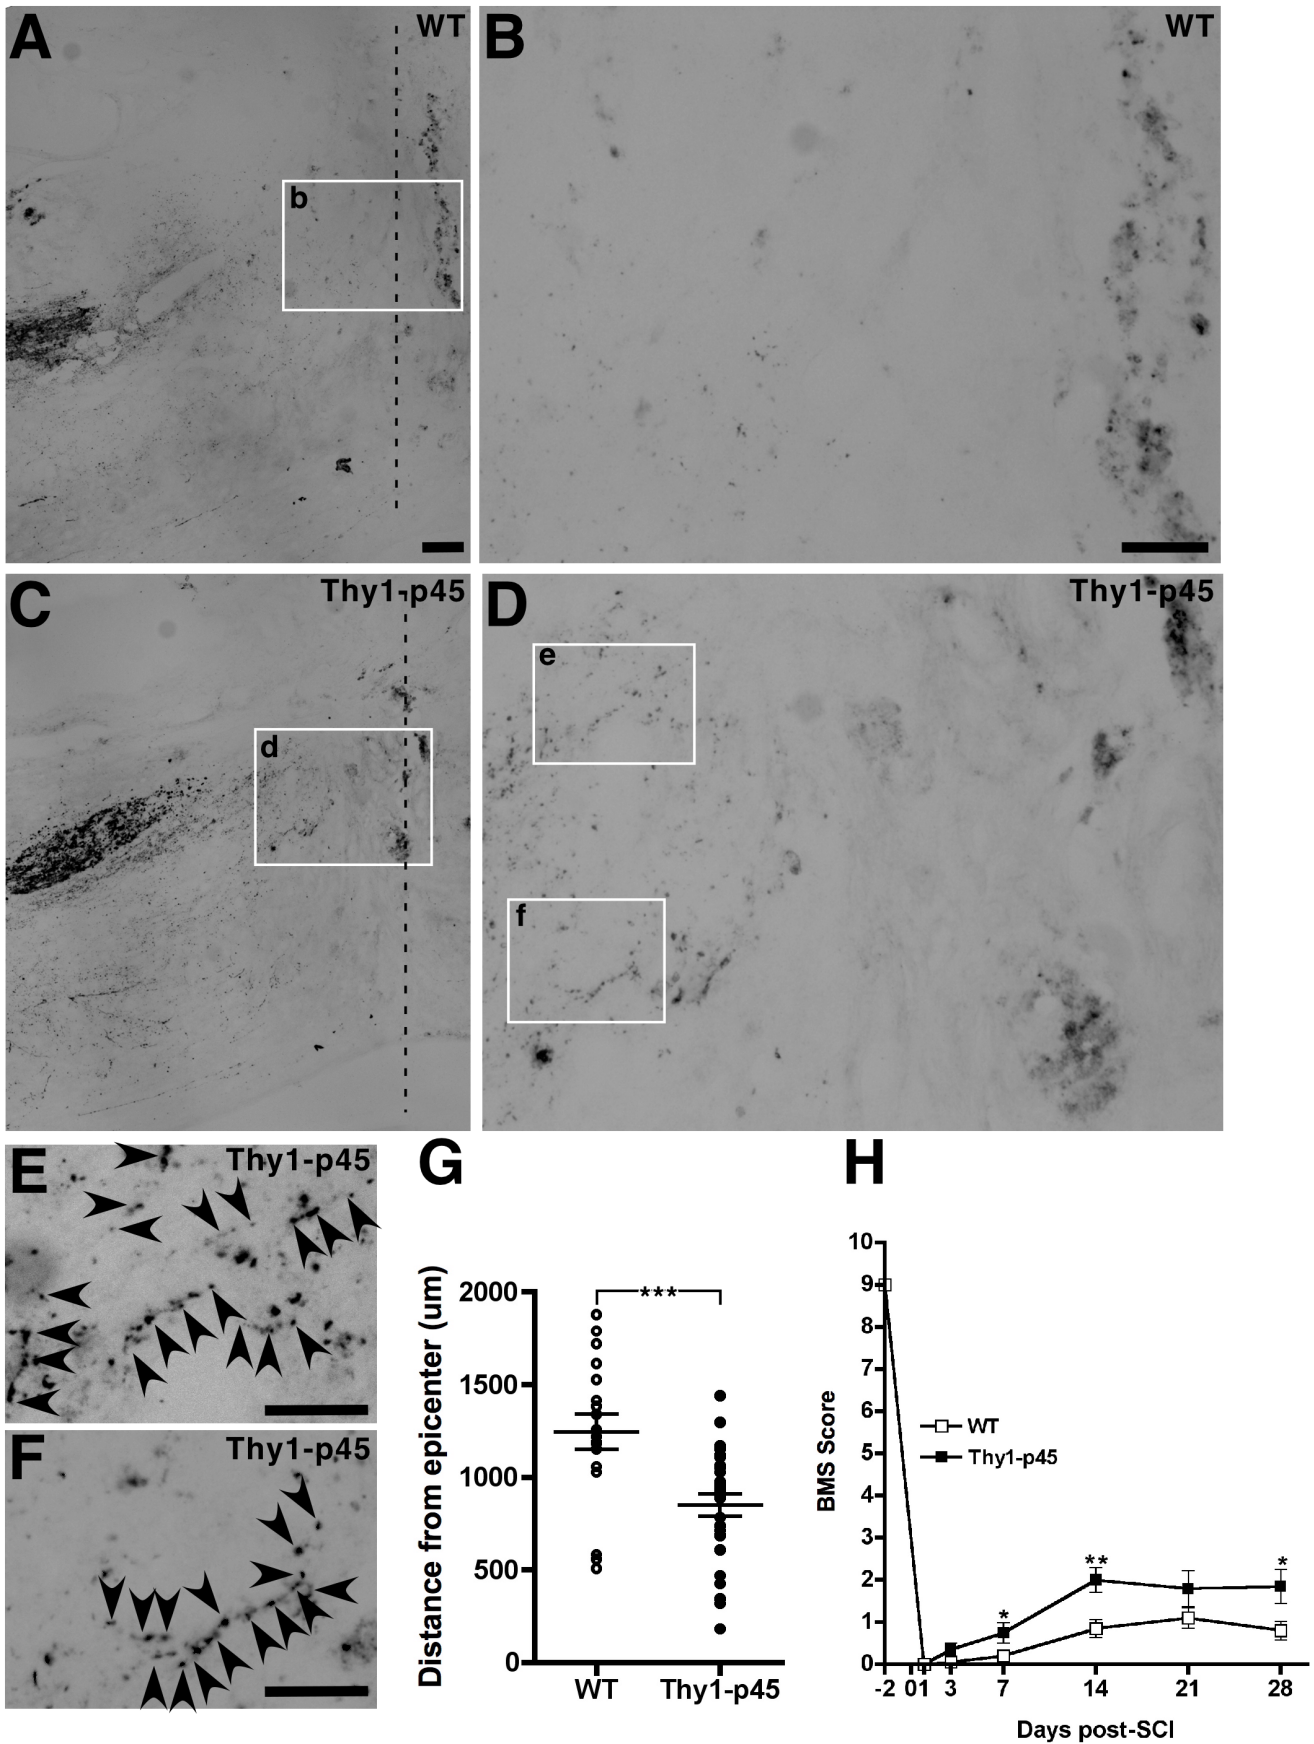 A WT
b
B WT
C Thy1-p45
d
D Thy1-p45
e
f
E Thy1-p45
F Thy1-p45
G
Distance from epicenter (um)
2000
1500
1000
500
0
***
WT Thy1-p45
H
BMS Score
10
9
8
7
6
5
4
3
2
1
0
WT
Thy1-p45
*
**
*
-2 0 1 3 7 14 21 28
Days post-SCI